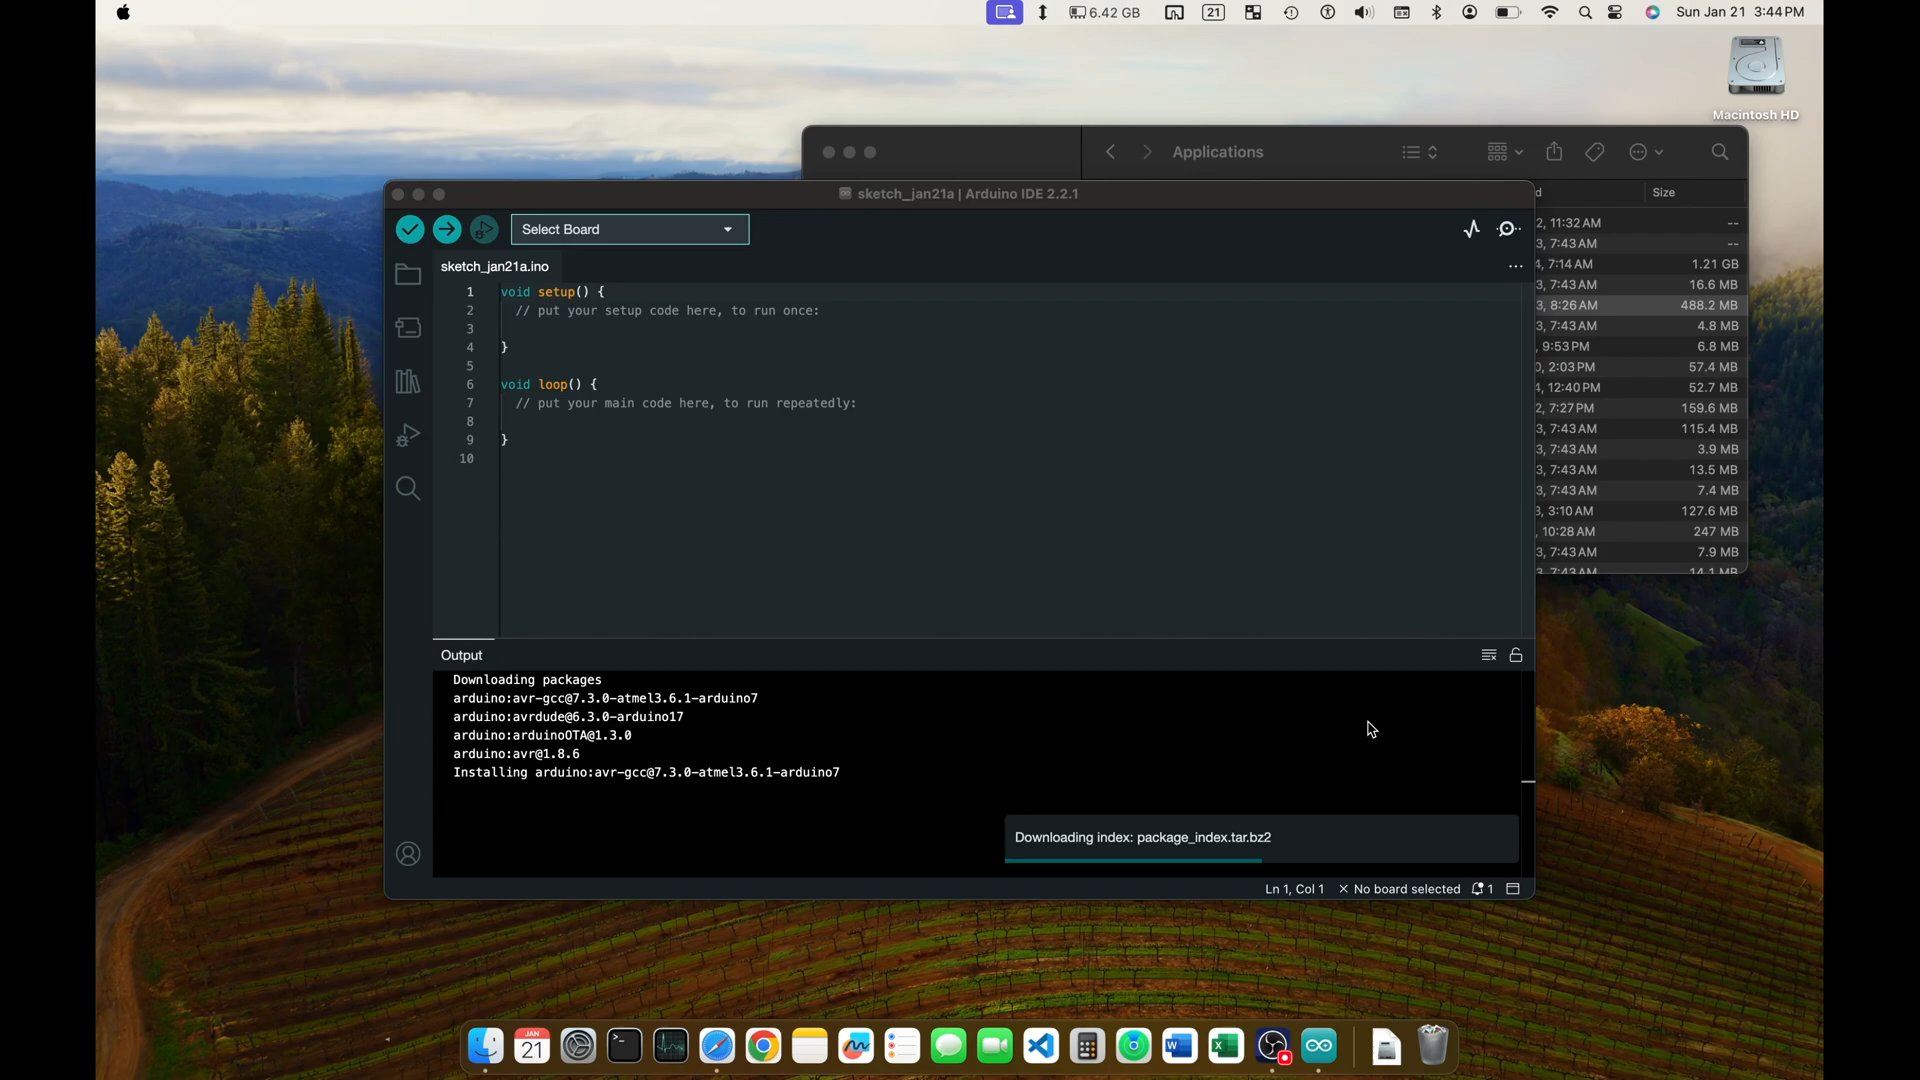 6.42 GB
21
Sun Jan 21 3:44 PM
Macintosh HD
Applications
Size
sketch_jan21a | Arduino IDE 2.2.1
Select Board
sketch_jan21a.ino
1 void setup() {
2 // put your setup code here, to run once:
3
4 }
5
6 void loop() {
7 // put your main code here, to run repeatedly:
8
9 }
10
2, 11:32 AM --
3, 7:43 AM --
4, 7:14 AM 1.21 GB
3, 7:43 AM 16.6 MB
3, 8:26 AM 488.2 MB
3, 7:43 AM 4.8 MB
, 9:53 PM 6.8 MB
0, 2:03 PM 57.4 MB
4, 12:40 PM 52.7 MB
2, 7:27 PM 159.6 MB
3, 7:43 AM 115.4 MB
3, 7:43 AM 3.9 MB
3, 7:43 AM 13.5 MB
3, 7:43 AM 7.4 MB
3, 3:10 AM 127.6 MB
, 10:28 AM 247 MB
3, 7:43 AM 7.9 MB
3, 7:43 AM 14.1 MB
Output
Downloading packages
arduino:avr-gcc@7.3.0-atmel3.6.1-arduino7
arduino:avrdude@6.3.0-arduino17
arduino:arduinoOTA@1.3.0
arduino:avr@1.8.6
Installing arduino:avr-gcc@7.3.0-atmel3.6.1-arduino7
Downloading index: package_index.tar.bz2
Ln 1, Col 1 × No board selected 1
JAN
21